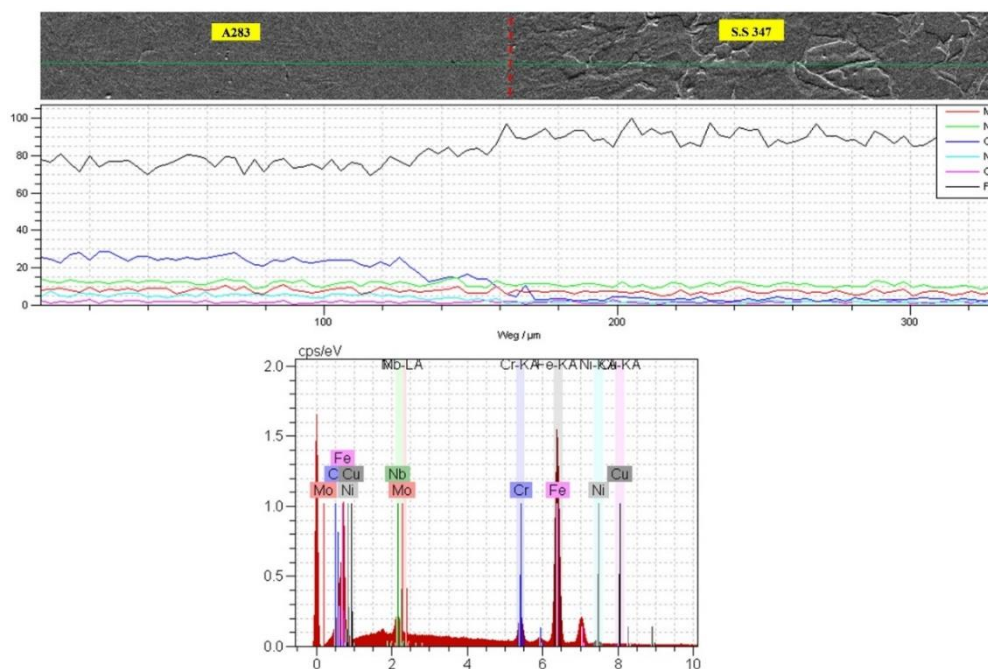 A283
S.S 347
100
80
60
40
20
0
M
N
C
N
C
F
100 200 300
Weg / µm
cps/eV
2.0
1.5
1.0
0.5
0.0
Cr-KA Fe-KA
Fe
C Cu Nb Cu
Mo Ni Mo Cr Fe Ni
0 2 4 6 8 10